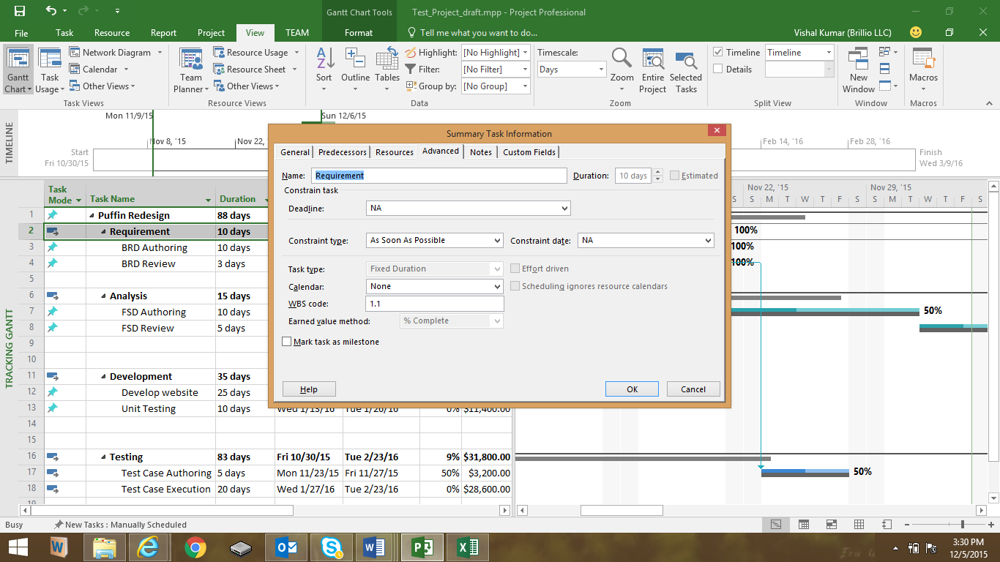 Gantt Chart Tools
Test_Project_draft.mpp - Project Professional
File Task Resource Report Project View TEAM Format Tell me what you want to do... Vishal Kumar (Brillio LLC)
Gantt Chart
Task Usage
Network Diagram
Calendar
Other Views
Task Views
Team Planner
Resource Usage
Resource Sheet
Other Views
Resource Views
Sort
Outline
Tables
Highlight: [No Highlight]
Filter: [No Filter]
Group by: [No Group]
Data
Timescale:
Days
Zoom
Entire Project
Selected Tasks
Zoom
Timeline Timeline
Details
Split View
New Window
Window
Macros
Macros
TIMELINE
Mon 11/9/15 Sun 12/6/15
Nov 8, '15 Nov 22, Feb 14, '16 Feb 28, '16
Start
Fri 10/30/15
Finish
Wed 3/9/16
Summary Task Information
General Predecessors Resources Advanced Notes Custom Fields
Name: Requirement Duration: 10 days Estimated
Constrain task
Deadline: NA
Constraint type: As Soon As Possible Constraint date: NA
Task type: Fixed Duration Effort driven
Calendar: None Scheduling ignores resource calendars
WBS code: 1.1
Earned value method: % Complete
Mark task as milestone
Help OK Cancel
TRACKING GANTT
Task Mode Task Name Duration
Nov 22, '15 Nov 29, '15
S S M T W T F S S M T W T F S
1 Puffin Redesign 88 days
2 Requirement 10 days 100%
3 BRD Authoring 10 days 100%
4 BRD Review 3 days 100%
5
6 Analysis 15 days
7 FSD Authoring 10 days 50%
8 FSD Review 5 days
9
10
11 Development 35 days
12 Develop website 25 days
13 Unit Testing 10 days Wed 1/13/16 Tue 1/26/16 0% $11,400.00
14
15
16 Testing 83 days Fri 10/30/15 Tue 2/23/16 9% $31,800.00
17 Test Case Authoring 5 days Mon 11/23/15 Fri 11/27/15 50% $3,200.00 50%
18 Test Case Execution 20 days Wed 1/27/16 Tue 2/23/16 0% $28,600.00
19
Busy New Tasks : Manually Scheduled
3:30 PM
12/5/2015